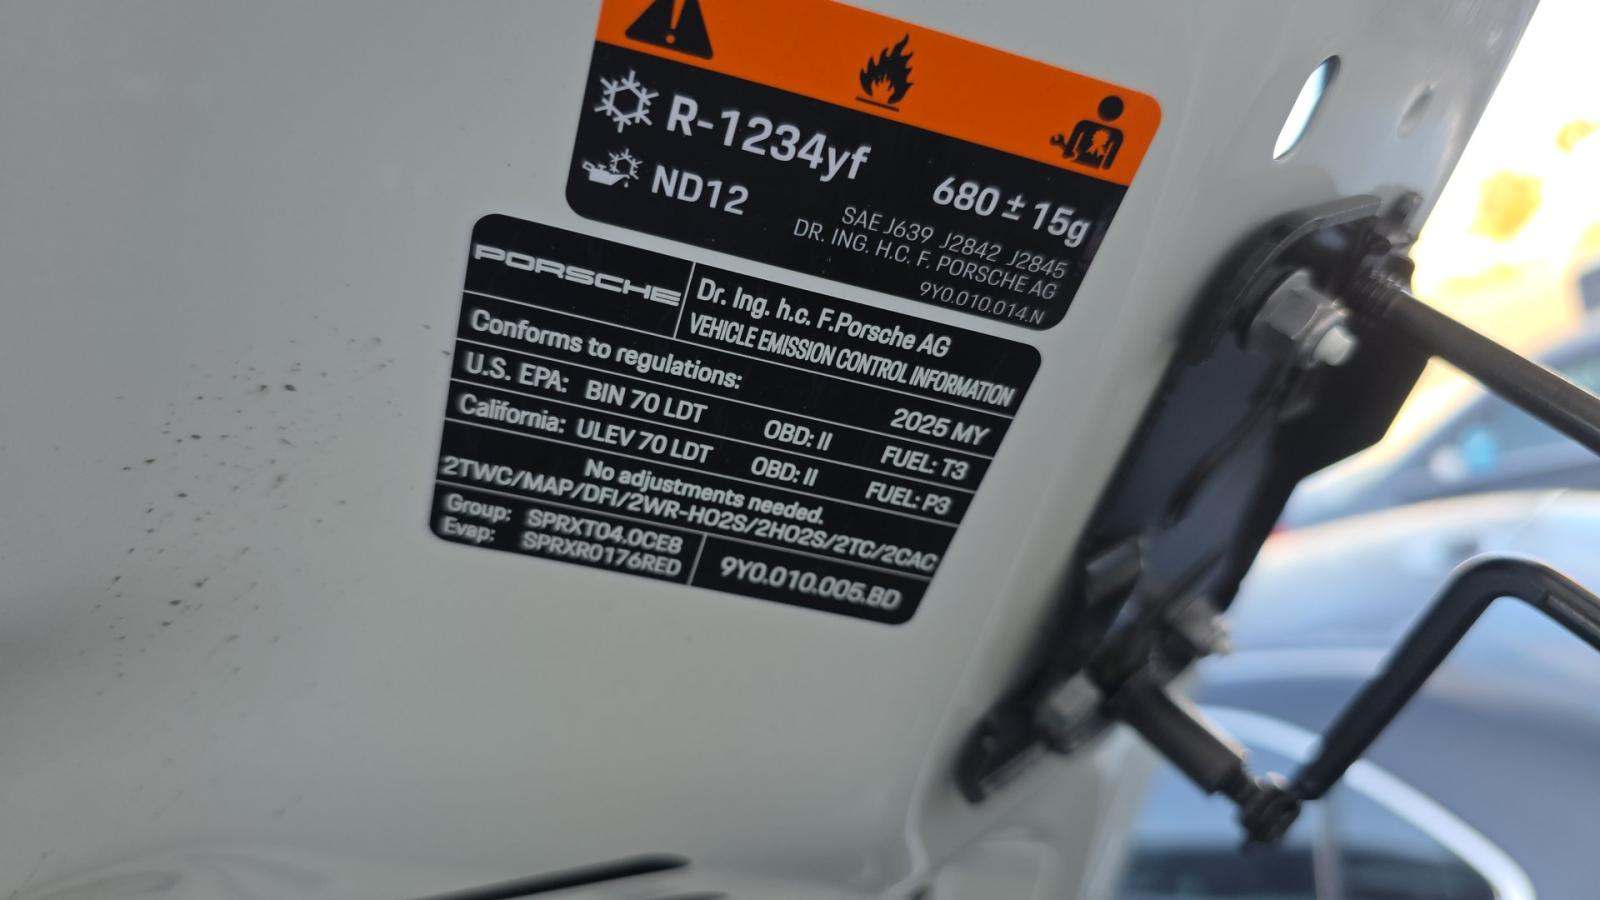 R-1234yf
ND12
680 ± 15g
SAE J639 J2842 J2845
DR. ING. H.C. F. PORSCHE AG
9Y0.010.014.N
PORSCHE
Dr. Ing. h.c. F.Porsche AG
VEHICLE EMISSION CONTROL INFORMATION
Conforms to regulations: 2025 MY
U.S. EPA: BIN 70 LDT OBD: II FUEL: T3
California: ULEV 70 LDT OBD: II FUEL: P3
No adjustments needed.
2TWC/MAP/DFI/2WR-HO2S/2HO2S/2TC/2CAC
Group: SPRXT04.0CE8
Evap: SPRXR0176RED
9Y0.010.005.BD